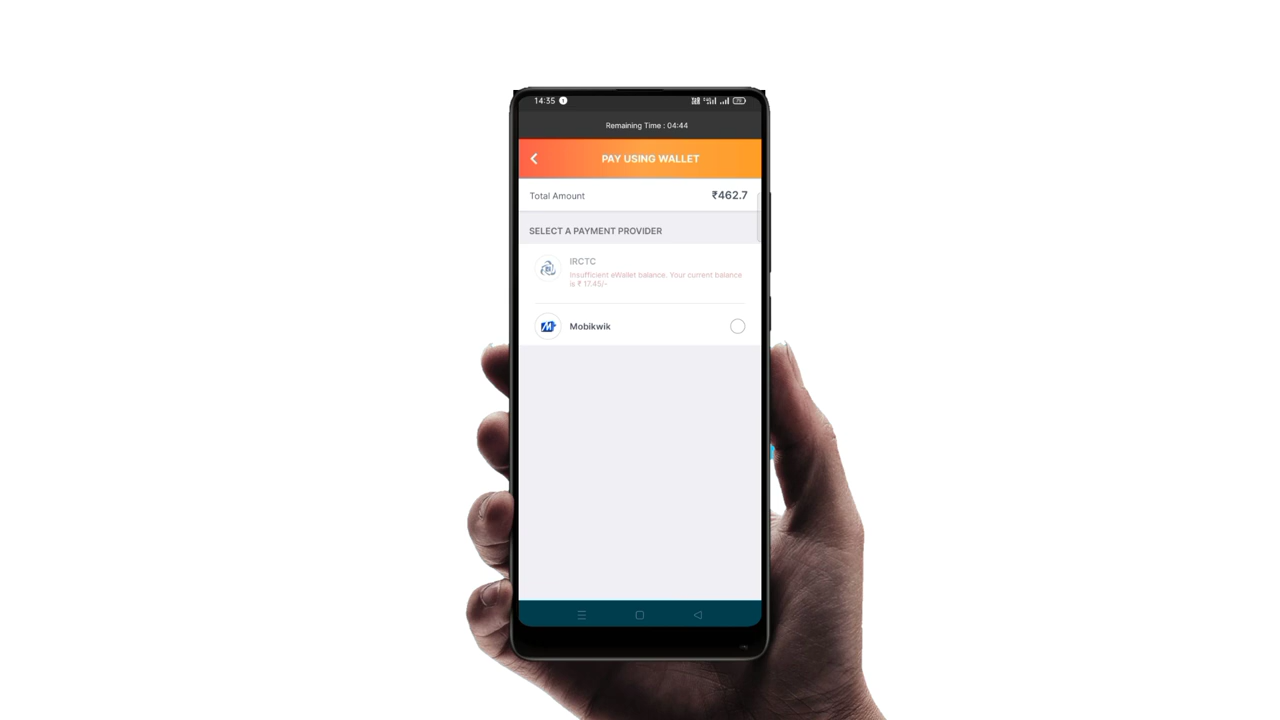 14:35
Remaining Time : 04:44
PAY USING WALLET
Total Amount ₹462.7
SELECT A PAYMENT PROVIDER
IRCTC
Insufficient eWallet balance. Your current balance
is ₹ 17.45/-
Mobikwik